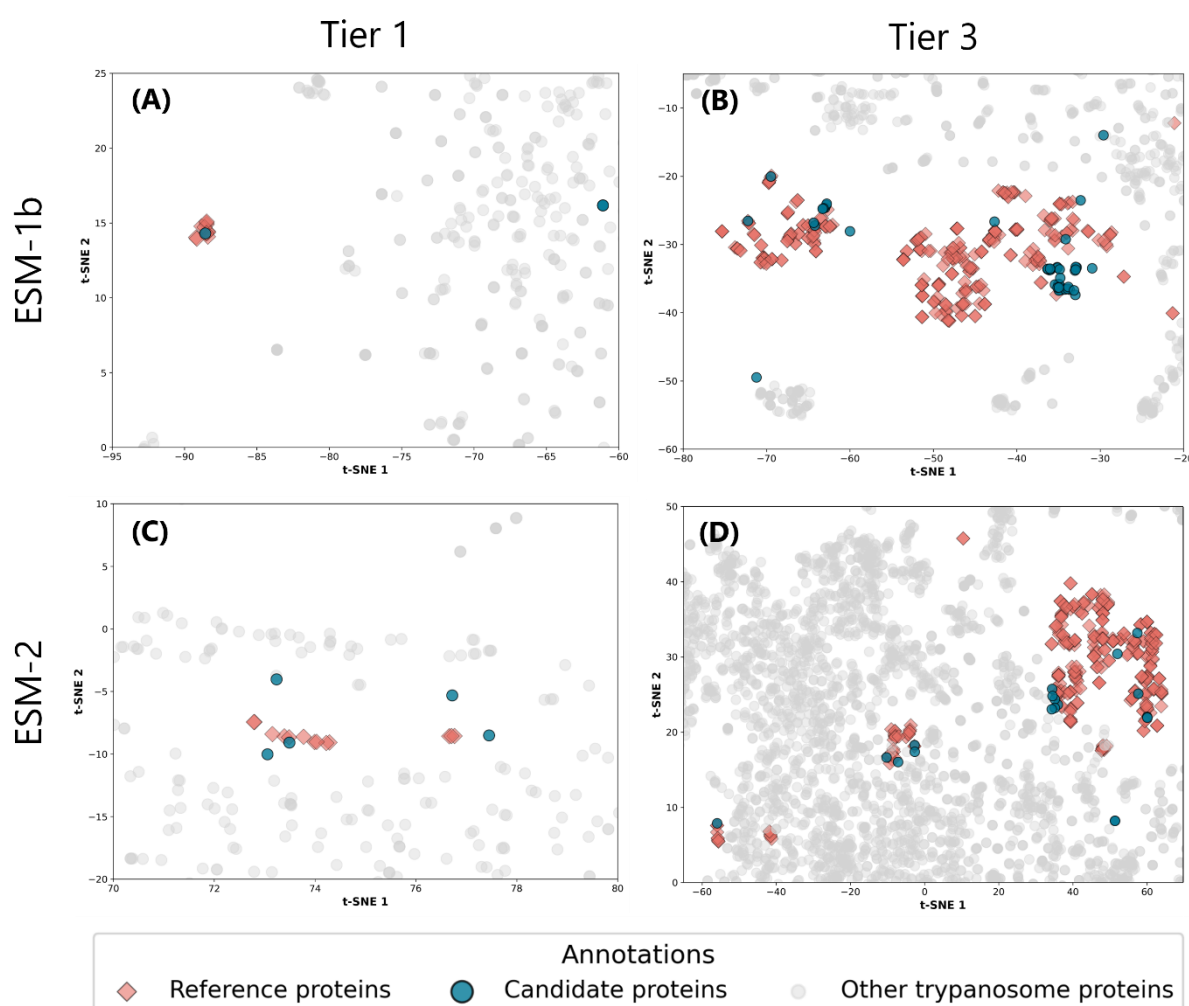 Tier 1
Tier 3
ESM-1b
(A)
25
20
15
10
5
0
t-SNE 2
−95 −90 −85 −80 −75 −70 −65 −60
t-SNE 1
(B)
−10
−20
−30
−40
−50
−60
t-SNE 2
−80 −70 −60 −50 −40 −30 −20
t-SNE 1
ESM-2
(C)
10
5
0
−5
−10
−15
−20
t-SNE 2
70 72 74 76 78 80
t-SNE 1
(D)
50
40
30
20
10
0
t-SNE 2
−60 −40 −20 0 20 40 60
t-SNE 1
Annotations
Reference proteins Candidate proteins Other trypanosome proteins